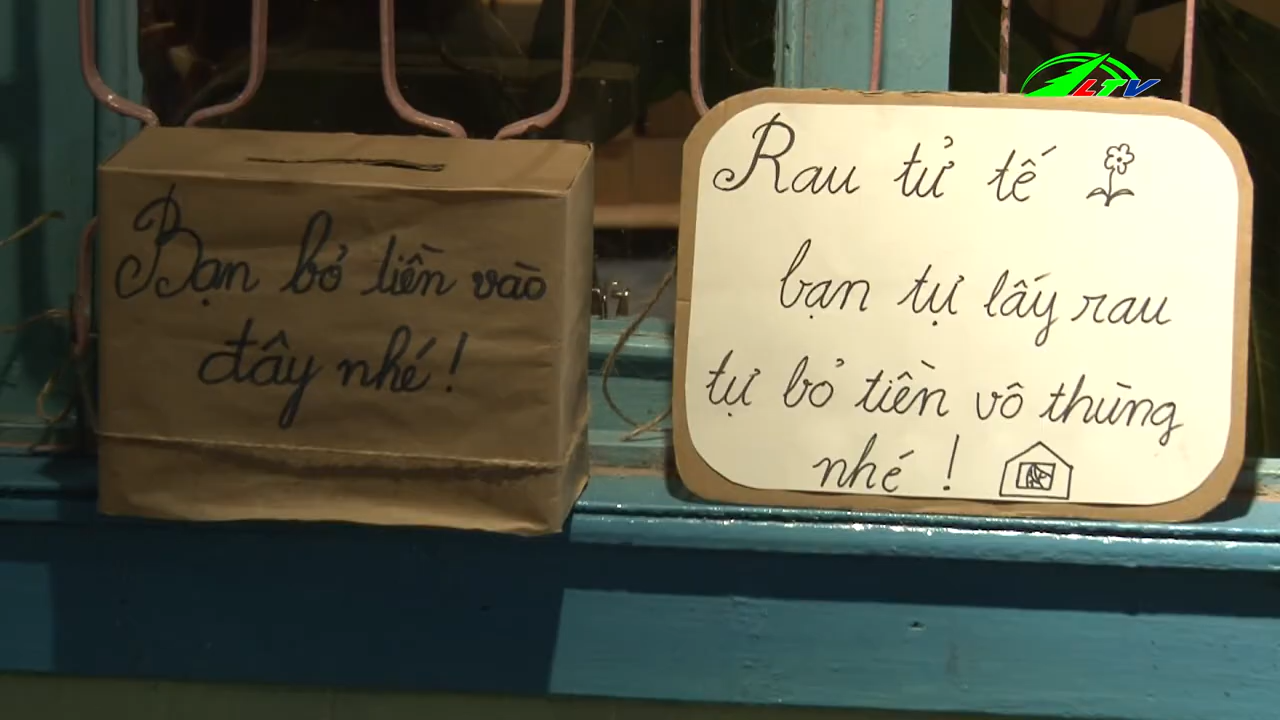 LTV
Bạn bỏ tiền vào
đây nhé!
Rau tử tế
bạn tự lấy rau
tự bỏ tiền vô thùng
nhé !